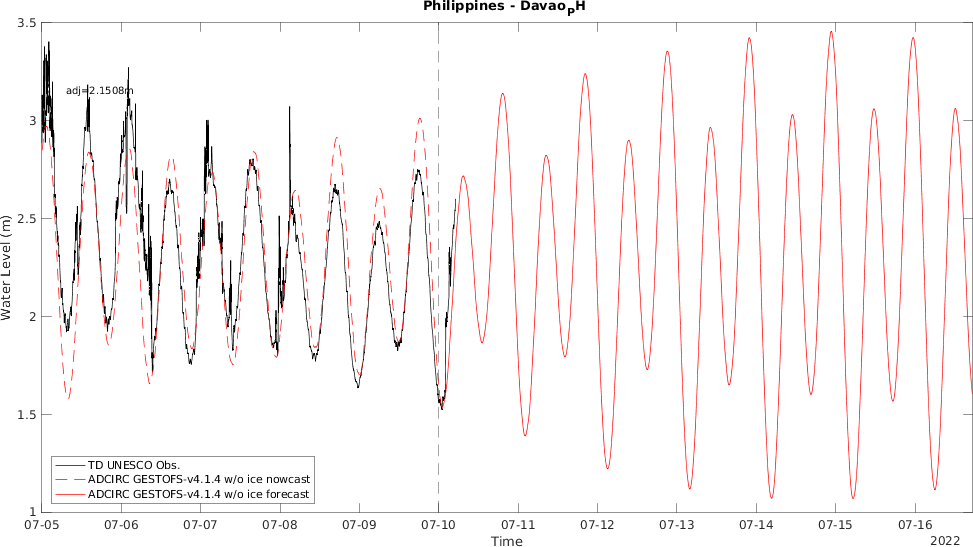 Philippines - Davao_PH
3.5
3
2.5
2
1.5
1
Water Level (m)
adj=2.1508m
TD UNESCO Obs.
ADCIRC GESTOFS-v4.1.4 w/o ice nowcast
ADCIRC GESTOFS-v4.1.4 w/o ice forecast
07-05 07-06 07-07 07-08 07-09 07-10 07-11 07-12 07-13 07-14 07-15 07-16
Time
2022